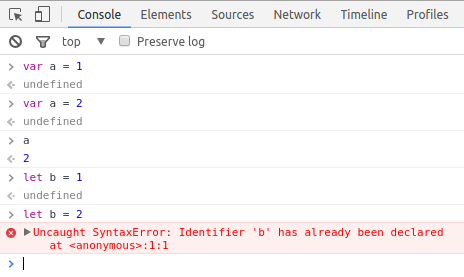 Console Elements Sources Network Timeline Profiles
top Preserve log
> var a = 1
< undefined
> var a = 2
< undefined
> a
< 2
> let b = 1
< undefined
> let b = 2
Uncaught SyntaxError: Identifier 'b' has already been declared
at <anonymous>:1:1
>